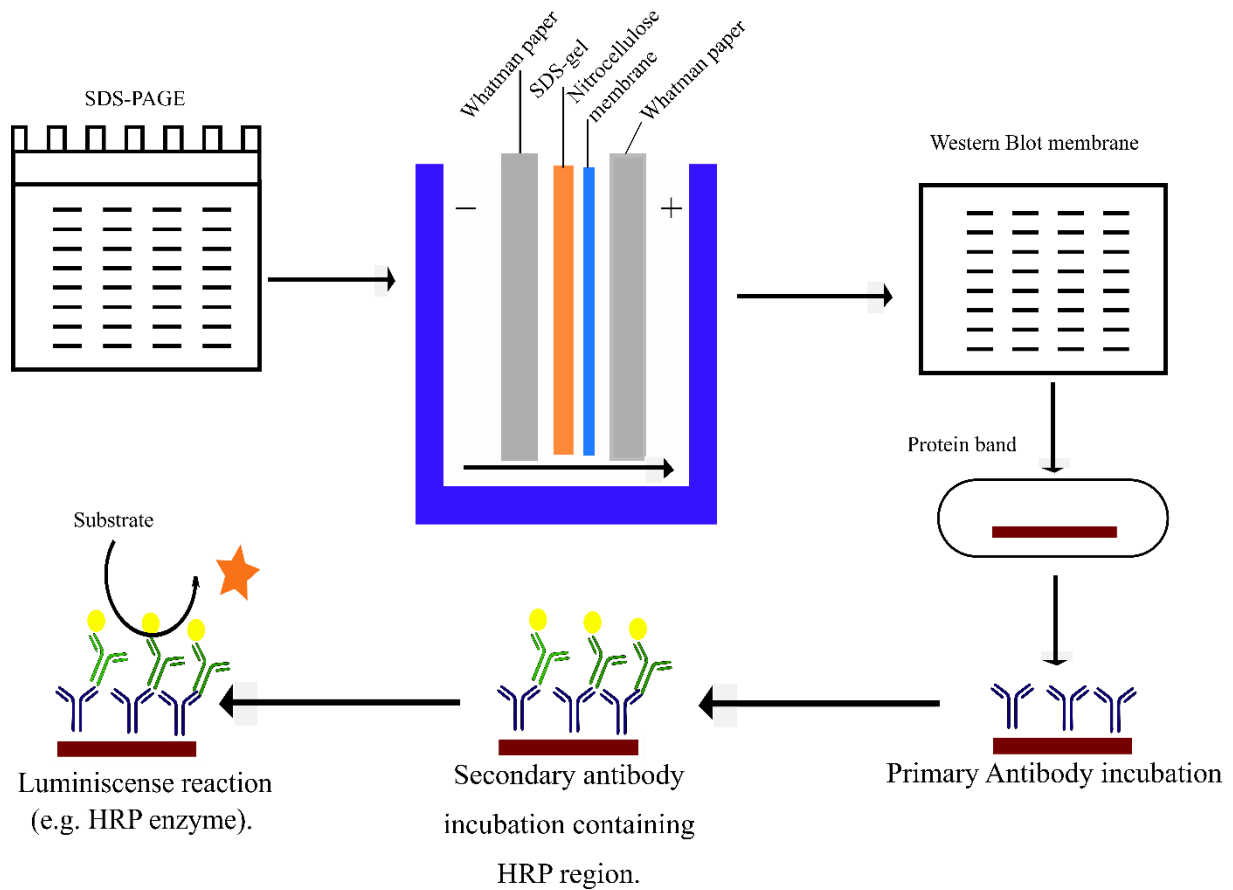 SDS-PAGE
Whatman paper
SDS-gel
Nitrocellulose
membrane
Whatman paper
−
+
Western Blot membrane
Protein band
Primary Antibody incubation
Secondary antibody
incubation containing
HRP region.
Substrate
Luminiscense reaction
(e.g. HRP enzyme).